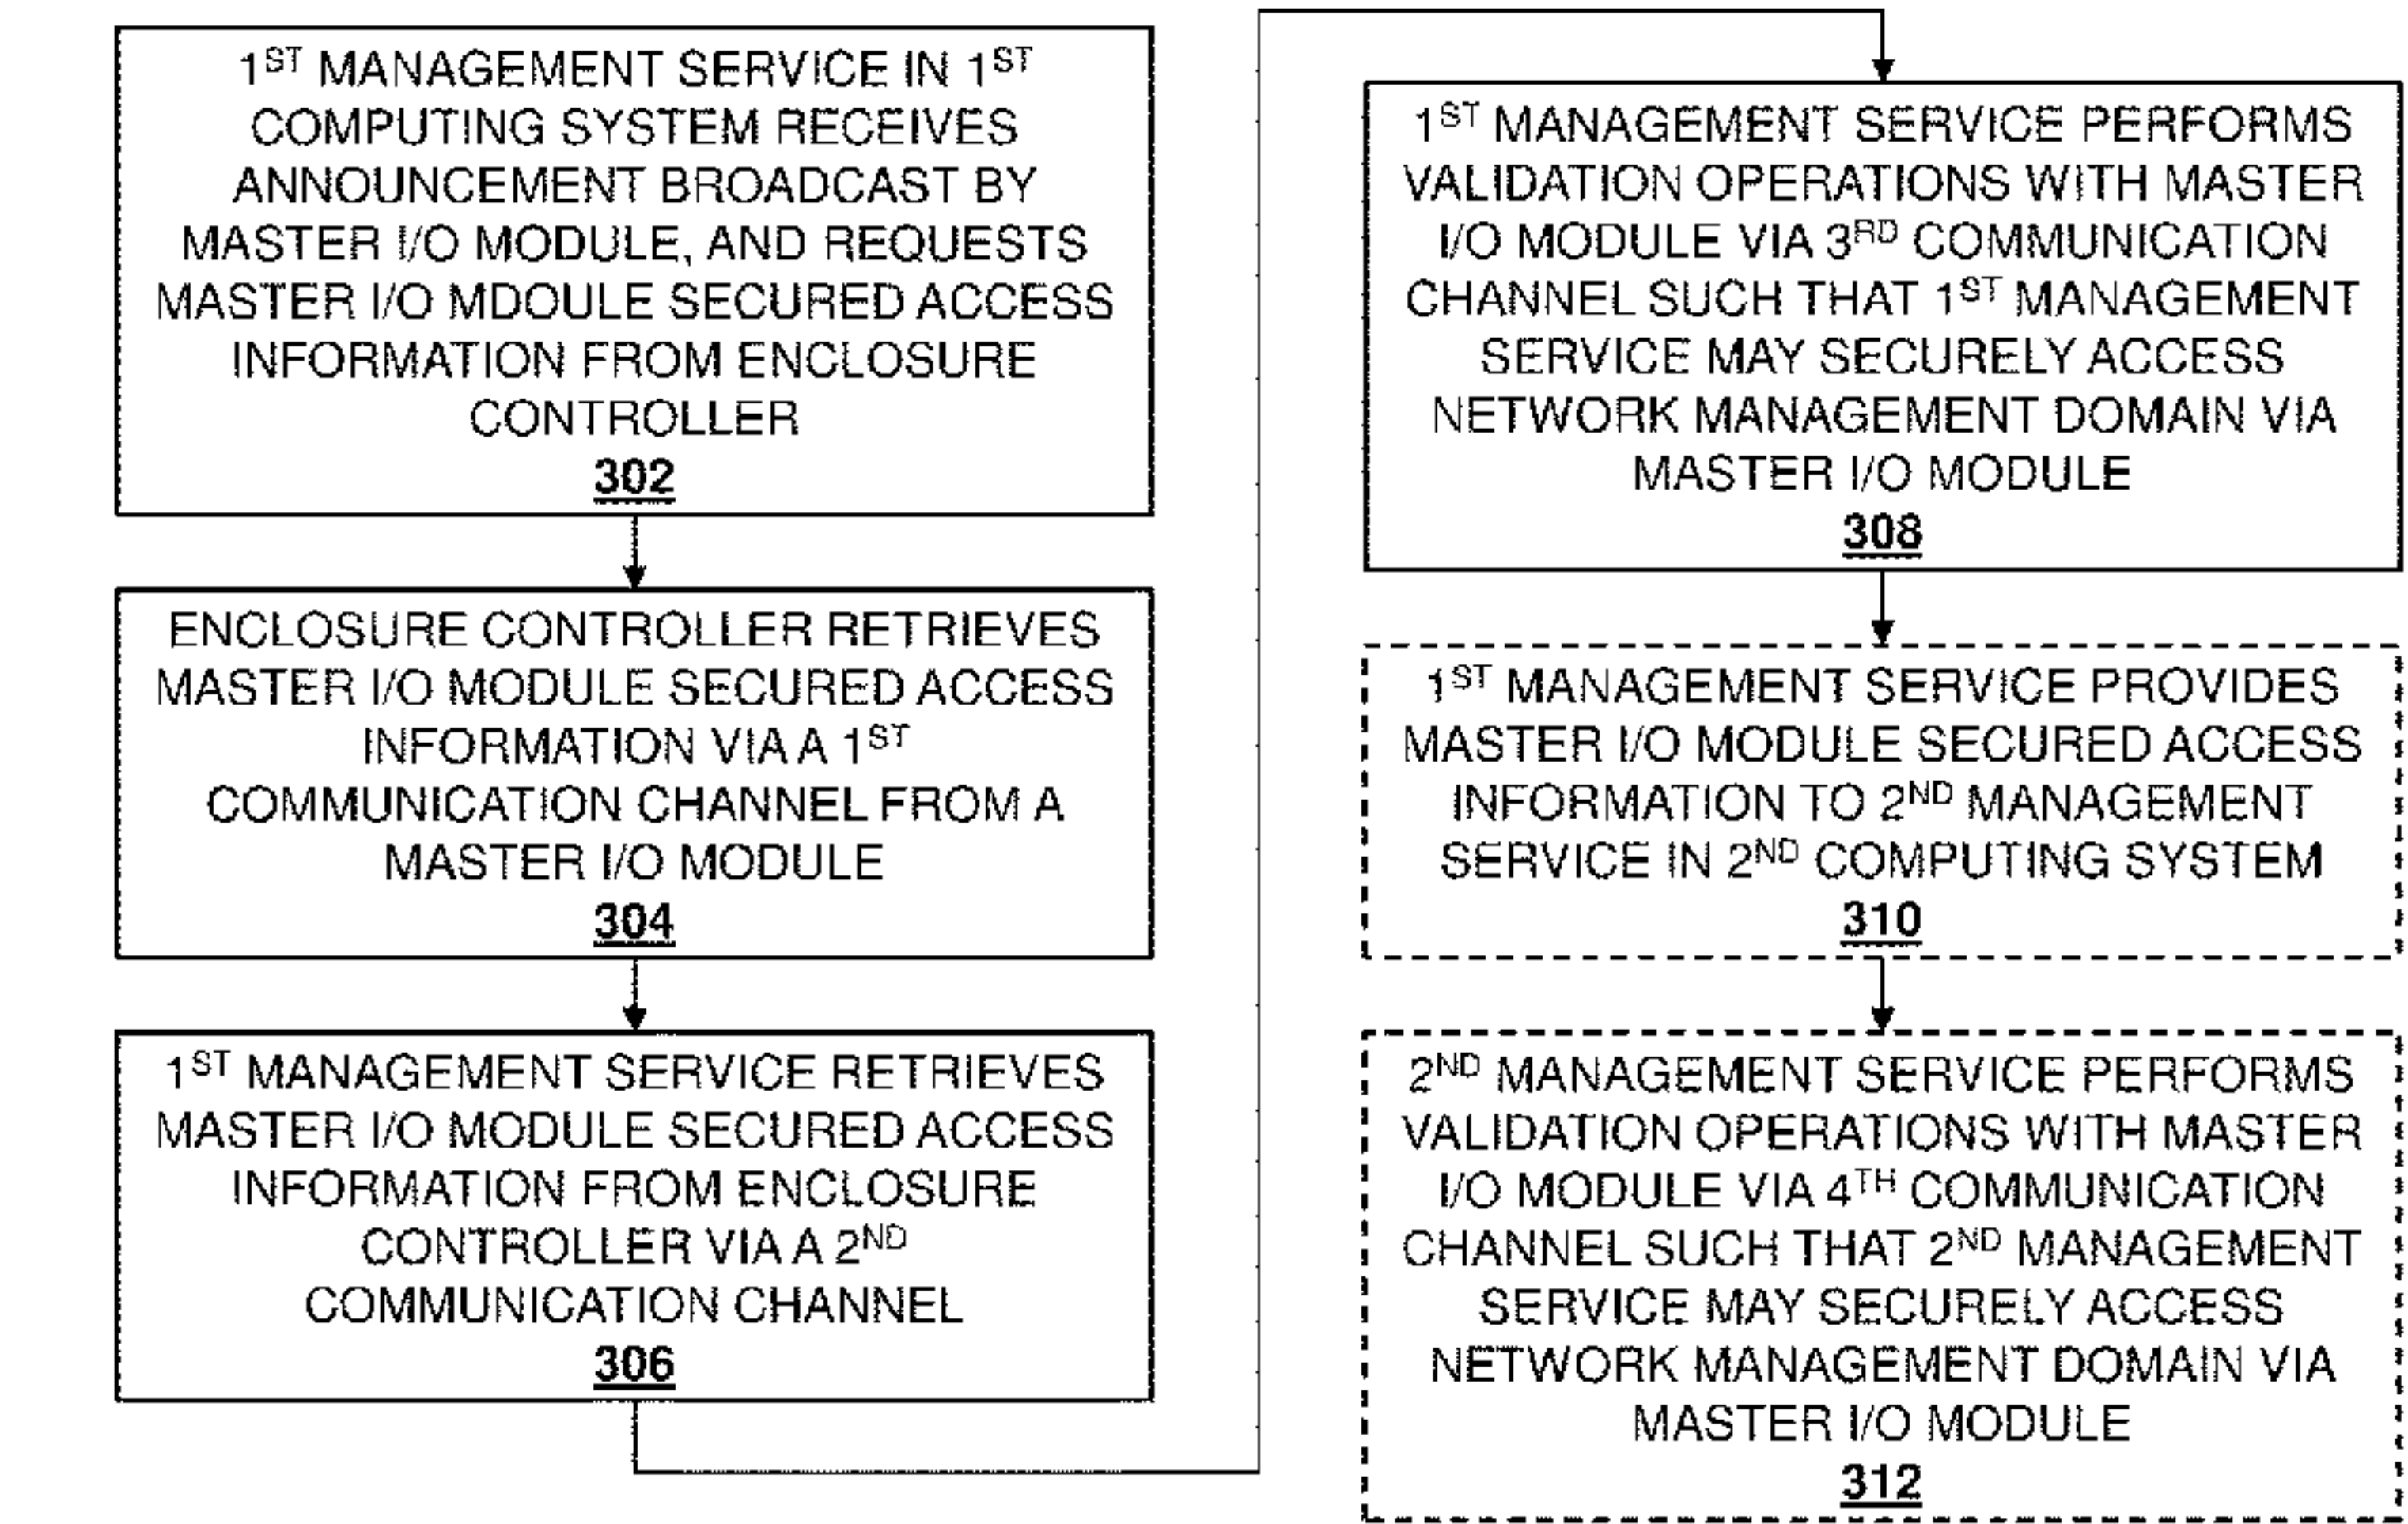 1ST MANAGEMENT SERVICE IN 1ST
COMPUTING SYSTEM RECEIVES
ANNOUNCEMENT BROADCAST BY
MASTER I/O MODULE, AND REQUESTS
MASTER I/O MDOULE SECURED ACCESS
INFORMATION FROM ENCLOSURE
CONTROLLER
302
ENCLOSURE CONTROLLER RETRIEVES
MASTER I/O MODULE SECURED ACCESS
INFORMATION VIA A 1ST
COMMUNICATION CHANNEL FROM A
MASTER I/O MODULE
304
1ST MANAGEMENT SERVICE RETRIEVES
MASTER I/O MODULE SECURED ACCESS
INFORMATION FROM ENCLOSURE
CONTROLLER VIA A 2ND
COMMUNICATION CHANNEL
306
1ST MANAGEMENT SERVICE PERFORMS
VALIDATION OPERATIONS WITH MASTER
I/O MODULE VIA 3RD COMMUNICATION
CHANNEL SUCH THAT 1ST MANAGEMENT
SERVICE MAY SECURELY ACCESS
NETWORK MANAGEMENT DOMAIN VIA
MASTER I/O MODULE
308
1ST MANAGEMENT SERVICE PROVIDES
MASTER I/O MODULE SECURED ACCESS
INFORMATION TO 2ND MANAGEMENT
SERVICE IN 2ND COMPUTING SYSTEM
310
2ND MANAGEMENT SERVICE PERFORMS
VALIDATION OPERATIONS WITH MASTER
I/O MODULE VIA 4TH COMMUNICATION
CHANNEL SUCH THAT 2ND MANAGEMENT
SERVICE MAY SECURELY ACCESS
NETWORK MANAGEMENT DOMAIN VIA
MASTER I/O MODULE
312